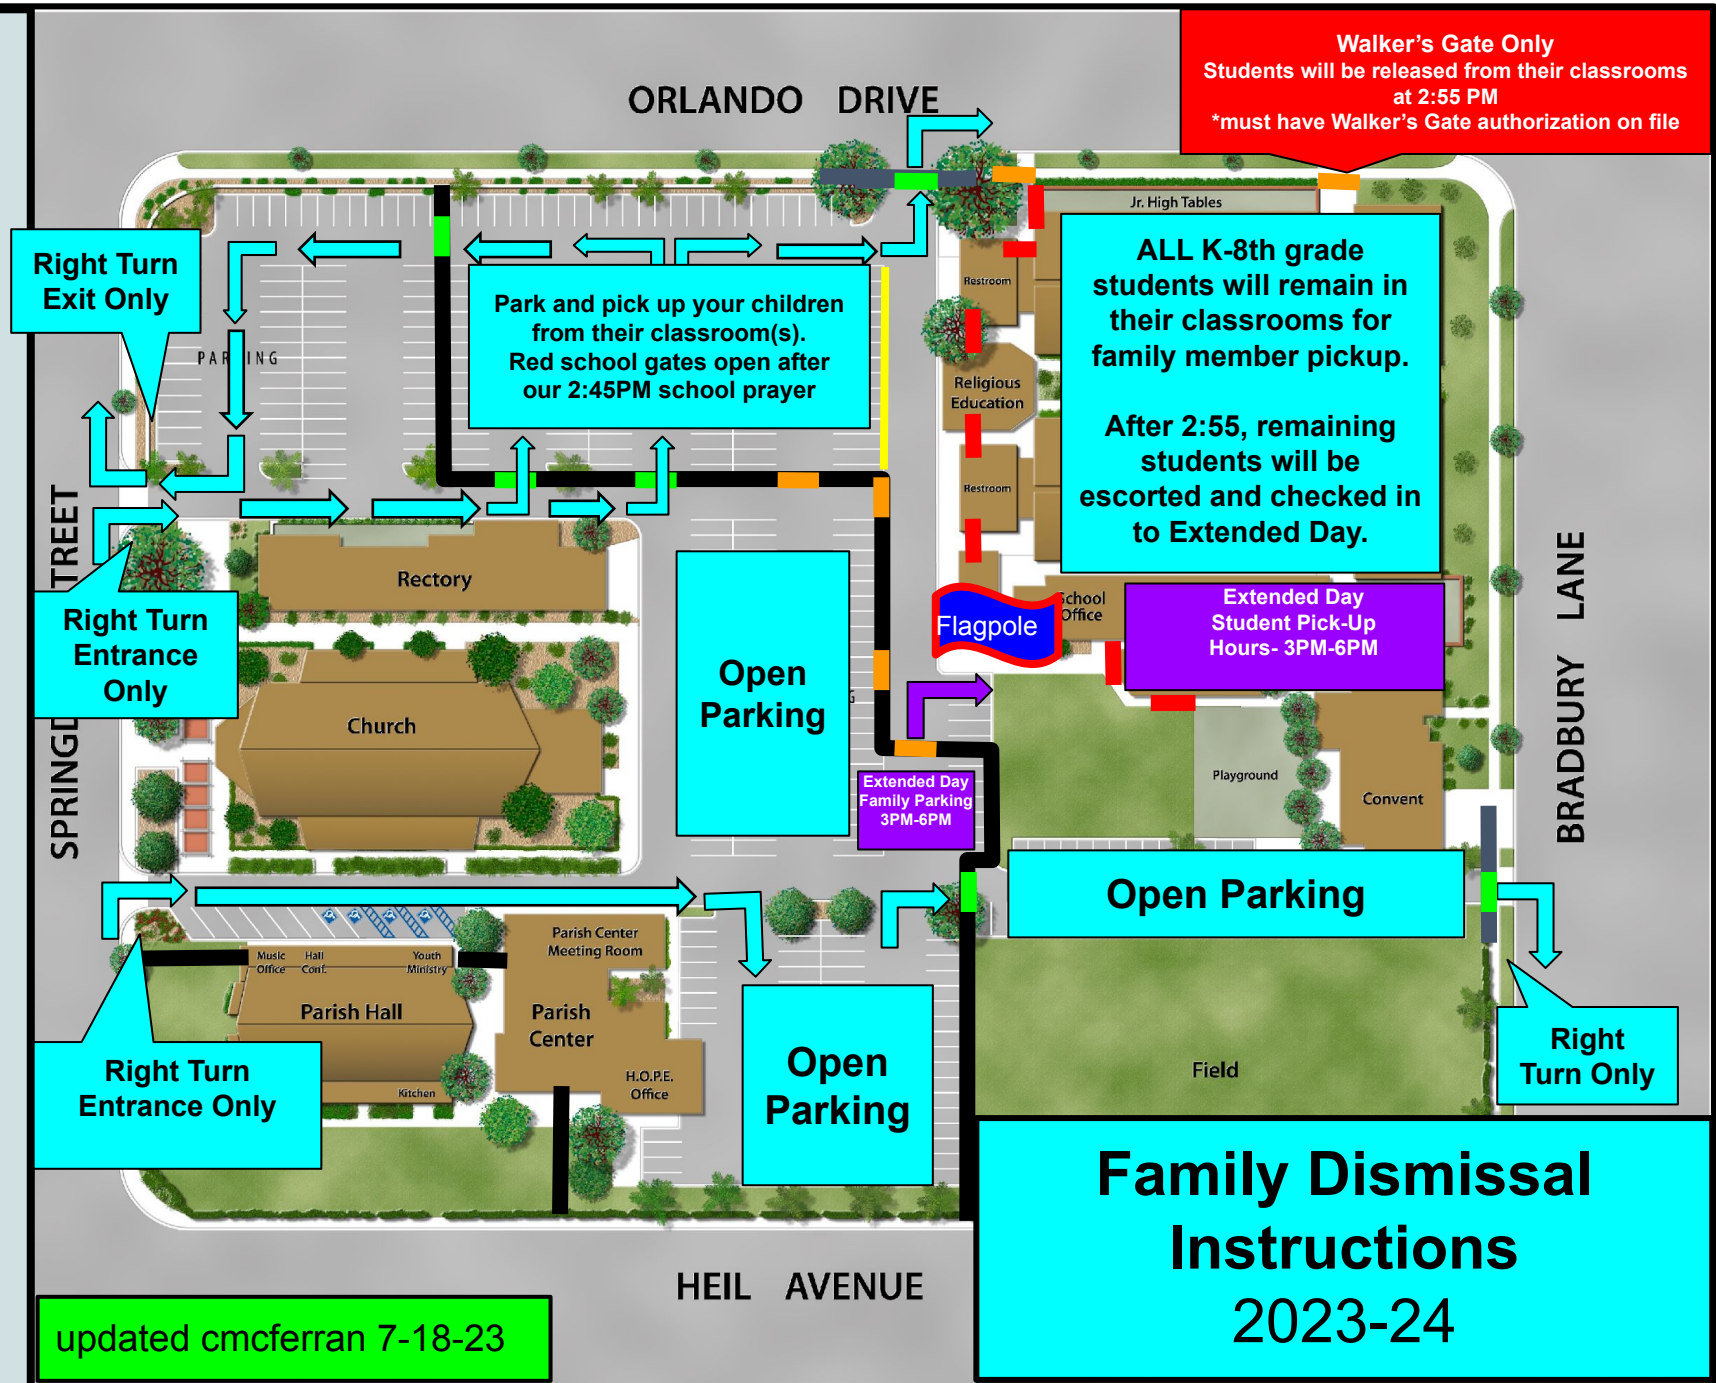 Walker's Gate Only
Students will be released from their classrooms
at 2:55 PM
*must have Walker's Gate authorization on file
ORLANDO DRIVE
Jr. High Tables
Right Turn
Exit Only
PARKING
Park and pick up your children
from their classroom(s).
Red school gates open after
our 2:45PM school prayer
Restroom
Religious
Education
Restroom
ALL K-8th grade
students will remain in
their classrooms for
family member pickup.
After 2:55, remaining
students will be
escorted and checked in
to Extended Day.
SPRINGD
TREET
Rectory
Right Turn
Entrance
Only
Flagpole
School
Office
Extended Day
Student Pick-Up
Hours- 3PM-6PM
BRADBURY LANE
Open
Parking
G
Church
Extended Day
Family Parking
3PM-6PM
Playground
Convent
Open Parking
Parish Center
Meeting Room
Music
Office
Hall
Conf.
Youth
Ministry
Parish Hall
Parish
Center
Kitchen
H.O.P.E.
Office
Right Turn
Entrance Only
Open
Parking
Field
Right
Turn Only
Family Dismissal
Instructions
2023-24
HEIL AVENUE
updated cmcferran 7-18-23